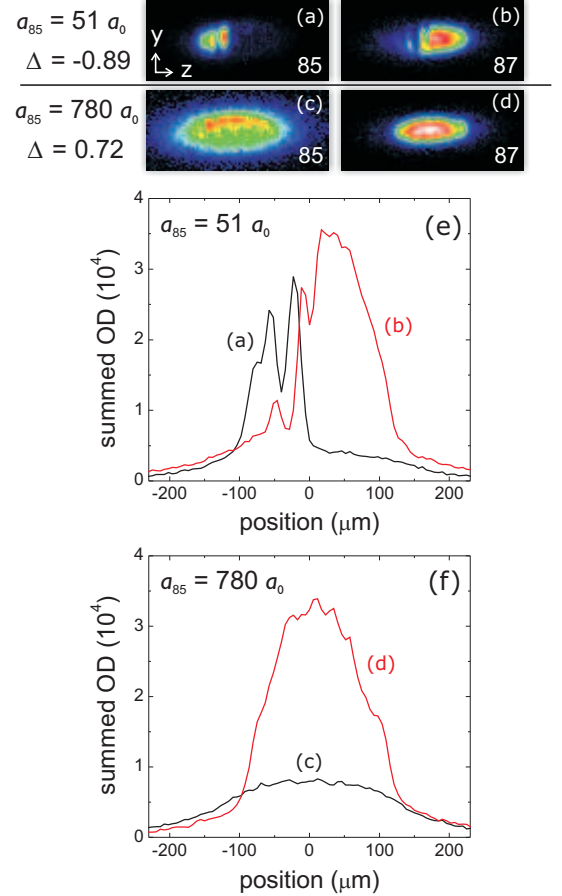 a85 = 51 a0
Δ = -0.89
(a)
y
z
85
(b)
87
a85 = 780 a0
Δ = 0.72
(c)
85
(d)
87
a85 = 51 a0
(e)
(a)
(b)
summed OD (10^4)
4
3
2
1
0
-200 -100 0 100 200
position (μm)
a85 = 780 a0
(f)
(d)
(c)
summed OD (10^4)
4
3
2
1
0
-200 -100 0 100 200
position (μm)